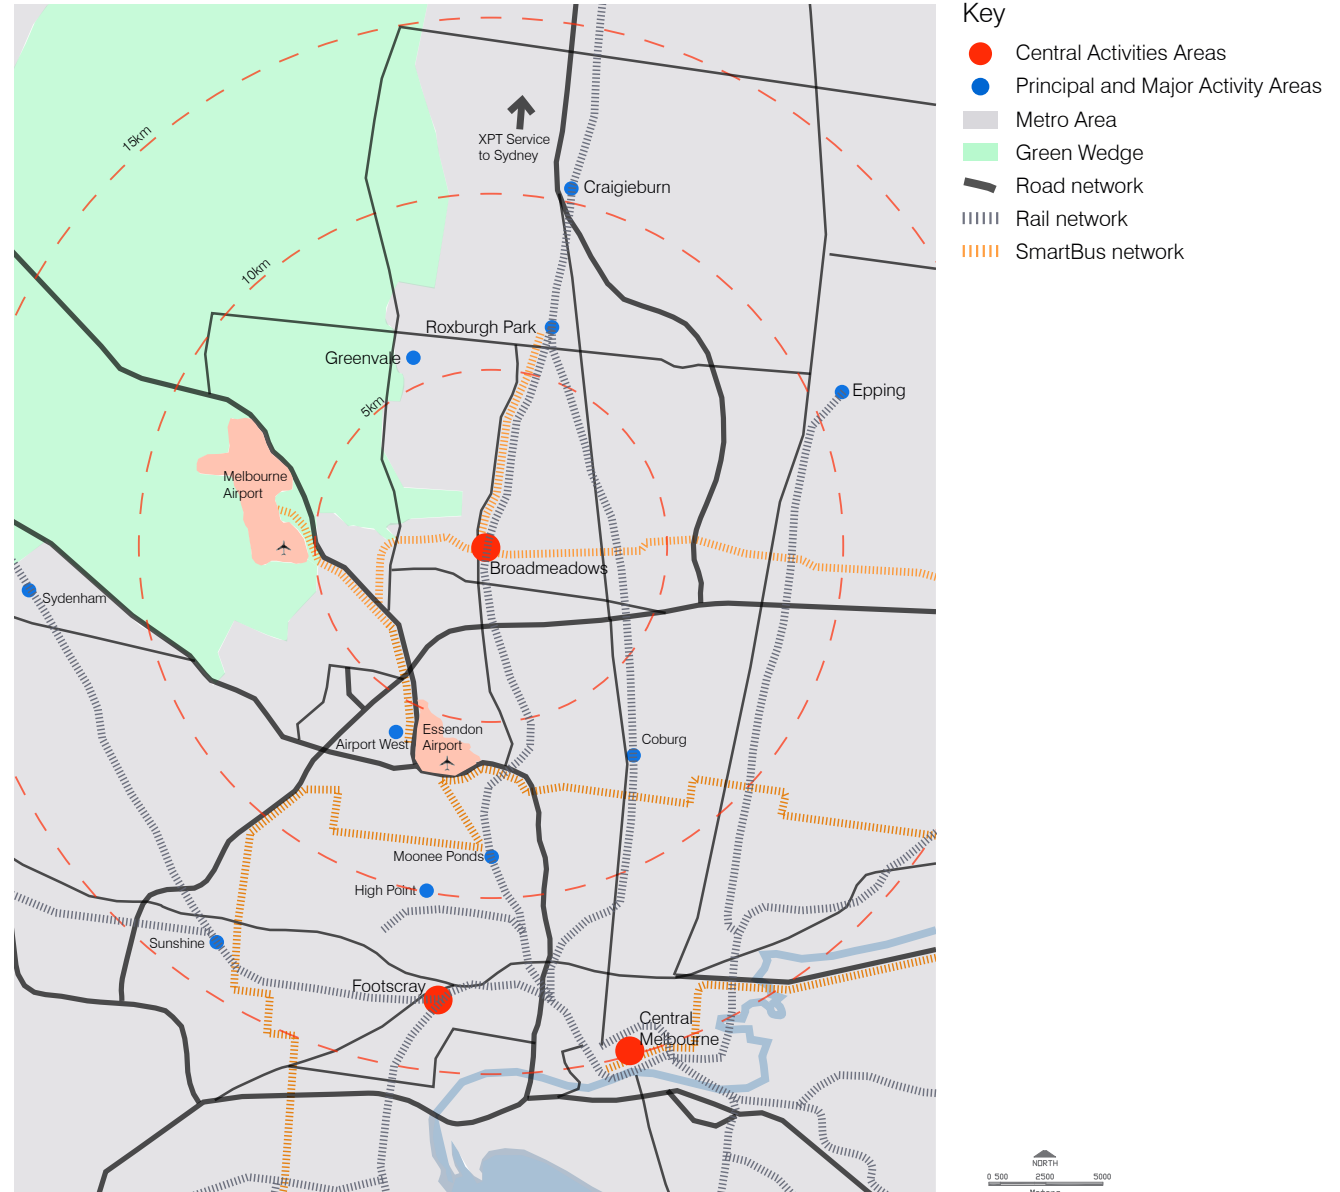 Key
Central Activities Areas
Principal and Major Activity Areas
Metro Area
Green Wedge
Road network
Rail network
SmartBus network
15km
XPT Service
to Sydney
Craigieburn
10km
Roxburgh Park
Greenvale
Epping
5km
Melbourne
Airport
Broadmeadows
Sydenham
Essendon
Airport
Airport West
Coburg
Moonee Ponds
High Point
Sunshine
Footscray
Central
Melbourne
NORTH
0 500 2500 5000